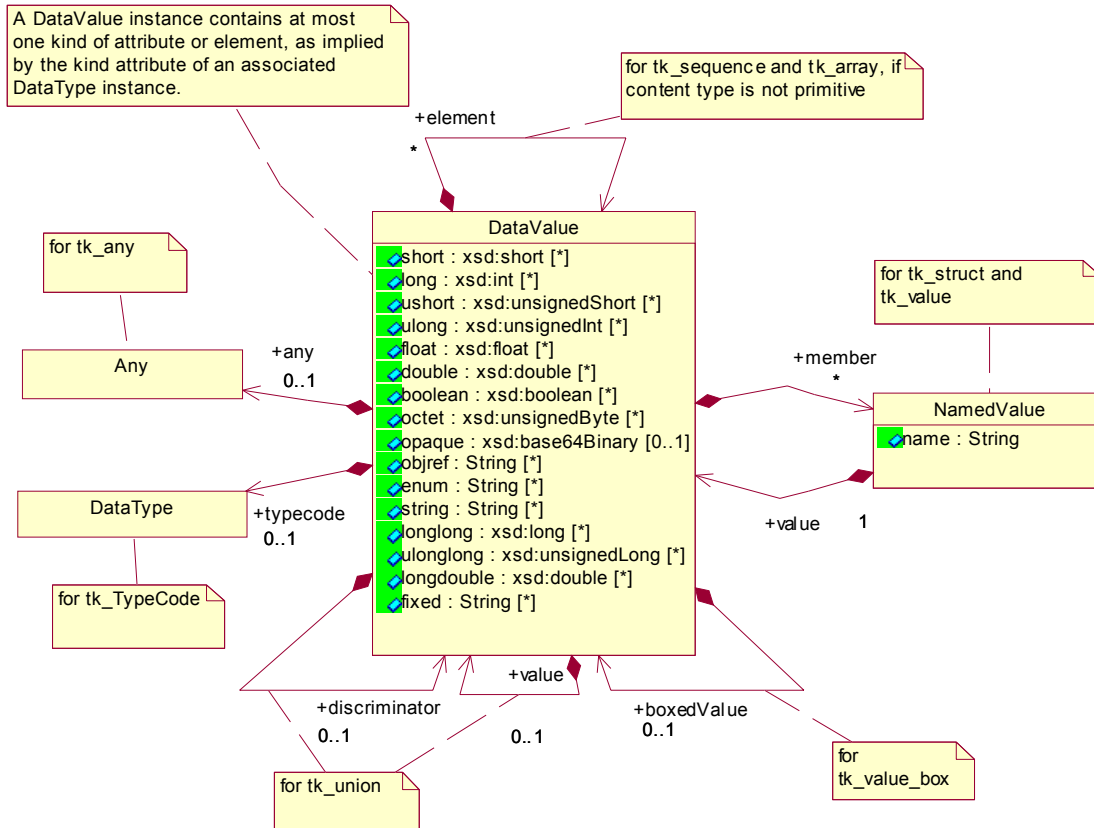 A DataValue instance contains at most
one kind of attribute or element, as implied
by the kind attribute of an associated
DataType instance.
for tk_sequence and tk_array, if
content type is not primitive
+element
*
DataValue
short : xsd:short [*]
long : xsd:int [*]
ushort : xsd:unsignedShort [*]
ulong : xsd:unsignedInt [*]
float : xsd:float [*]
double : xsd:double [*]
boolean : xsd:boolean [*]
octet : xsd:unsignedByte [*]
opaque : xsd:base64Binary [0..1]
objref : String [*]
enum : String [*]
string : String [*]
longlong : xsd:long [*]
ulonglong : xsd:unsignedLong [*]
longdouble : xsd:double [*]
fixed : String [*]
for tk_any
Any
+any
0..1
DataType
+typecode
0..1
for tk_TypeCode
for tk_struct and
tk_value
+member
*
NamedValue
name : String
+value
1
+discriminator
0..1
+value
0..1
+boxedValue
0..1
for tk_union
for
tk_value_box